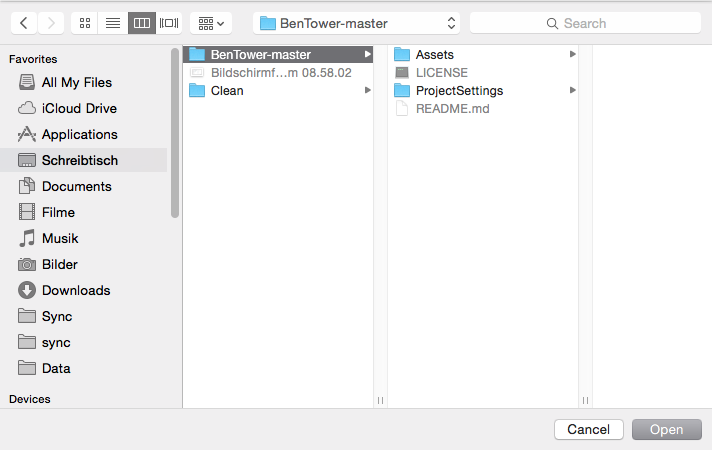 BenTower-master
Search
Favorites
All My Files
iCloud Drive
Applications
Schreibtisch
Documents
Filme
Musik
Bilder
Downloads
Sync
sync
Data
Devices
BenTower-master
Bildschirmf...m 08.58.02
Clean
Assets
LICENSE
ProjectSettings
README.md
Cancel
Open